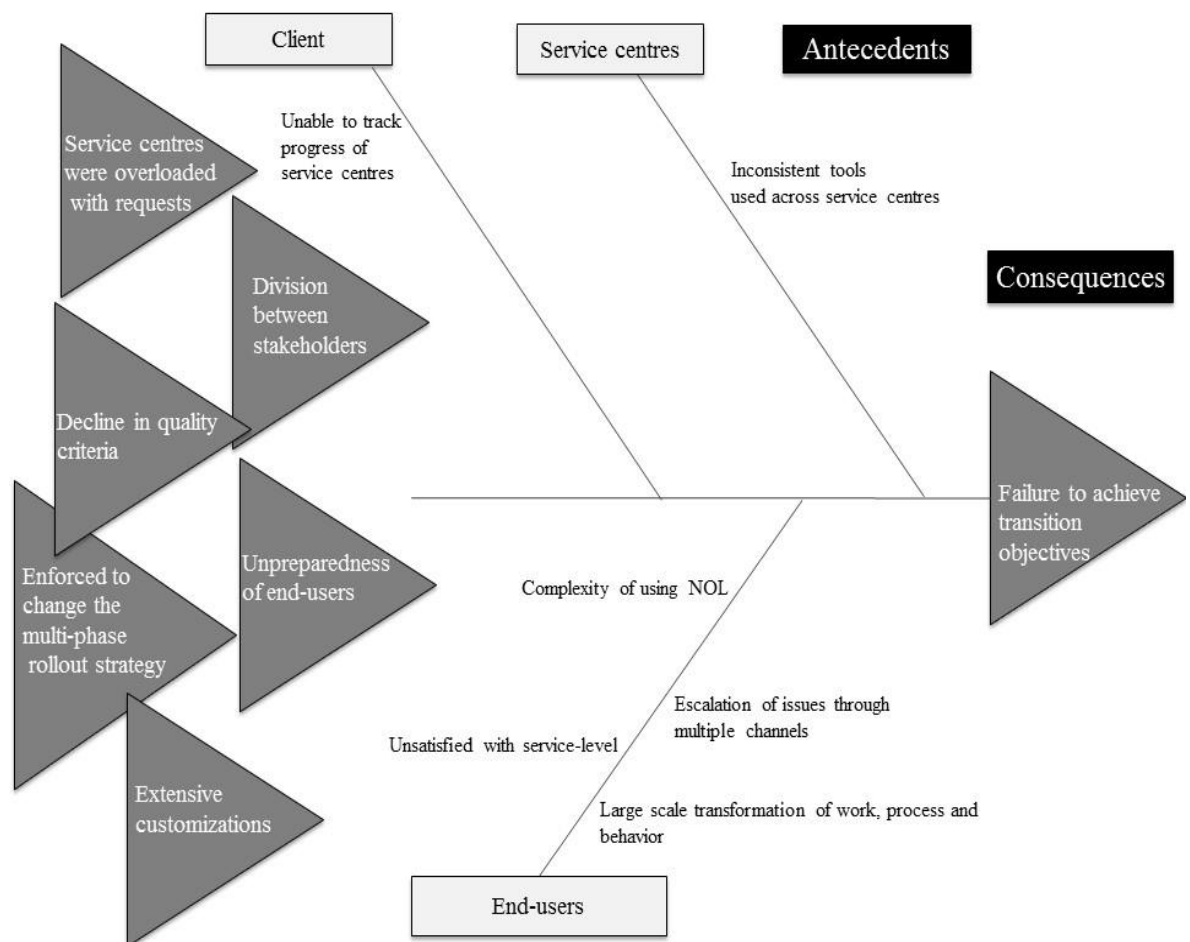 Client
Service centres
Antecedents
Unable to track
progress of
service centres
Service centres
were overloaded
with requests
Inconsistent tools
used across service centres
Division
between
stakeholders
Consequences
Decline in quality
criteria
Failure to achieve
transition
objectives
Unpreparedness
of end-users
Enforced to
change the
multi-phase
rollout strategy
Complexity of using NOL
Escalation of issues through
multiple channels
Unsatisfied with service-level
Extensive
customizations
Large scale transformation of work, process and
behavior
End-users